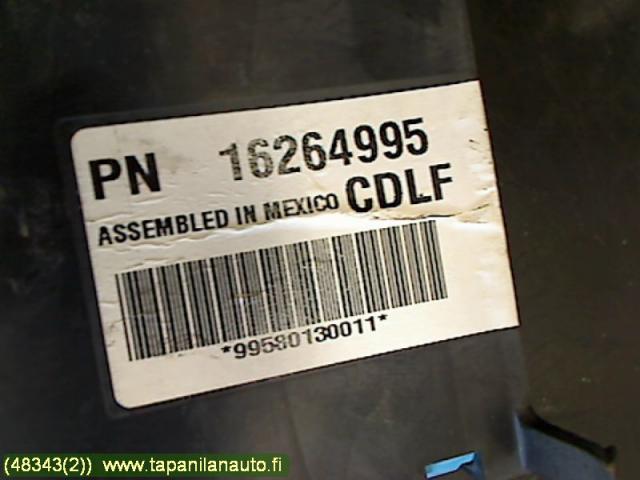 PN 16264995
ASSEMBLED IN MEXICO CDLF
*99580130011*
(48343(2)) www.tapanilanauto.fi